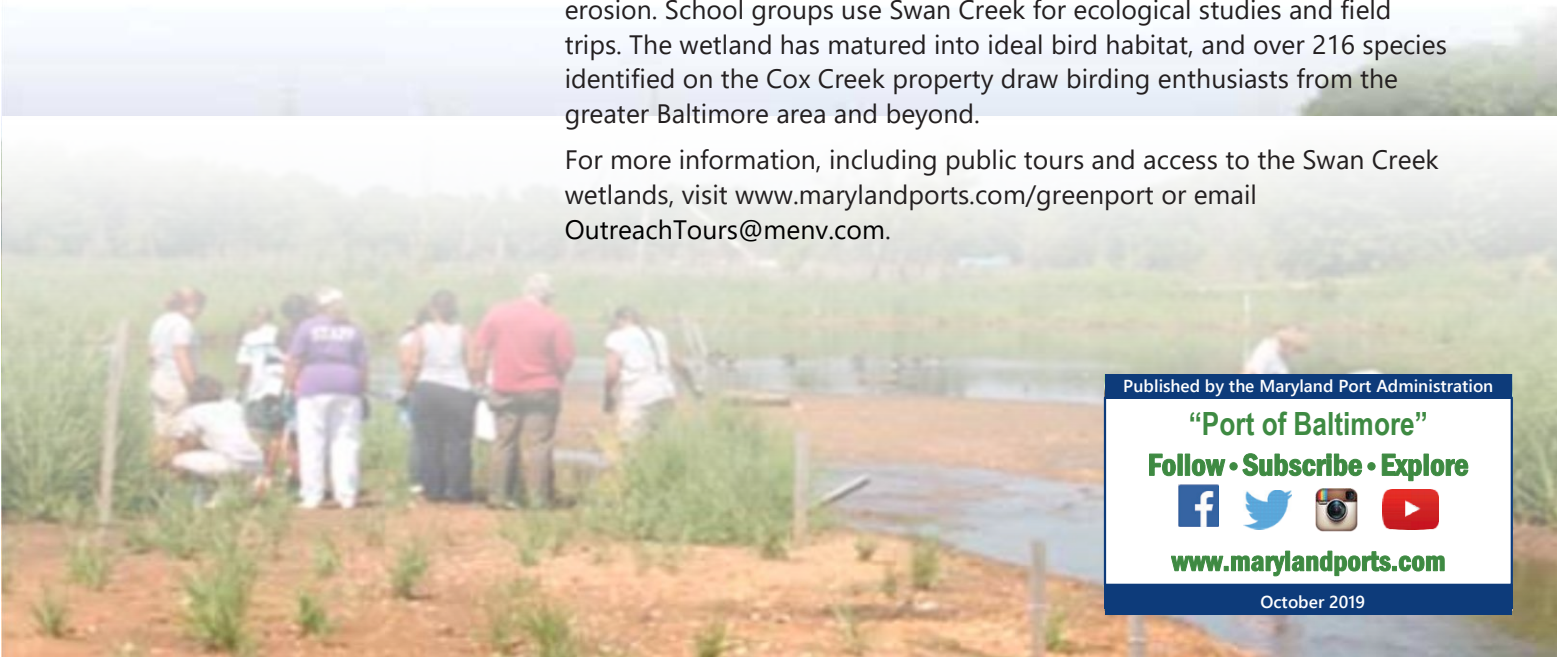 erosion. School groups use Swan Creek for ecological studies and field
trips. The wetland has matured into ideal bird habitat, and over 216 species
identified on the Cox Creek property draw birding enthusiasts from the
greater Baltimore area and beyond.
For more information, including public tours and access to the Swan Creek
wetlands, visit www.marylandports.com/greenport or email
OutreachTours@menv.com.
STAFF
Published by the Maryland Port Administration
“Port of Baltimore”
Follow • Subscribe • Explore
www.marylandports.com
October 2019